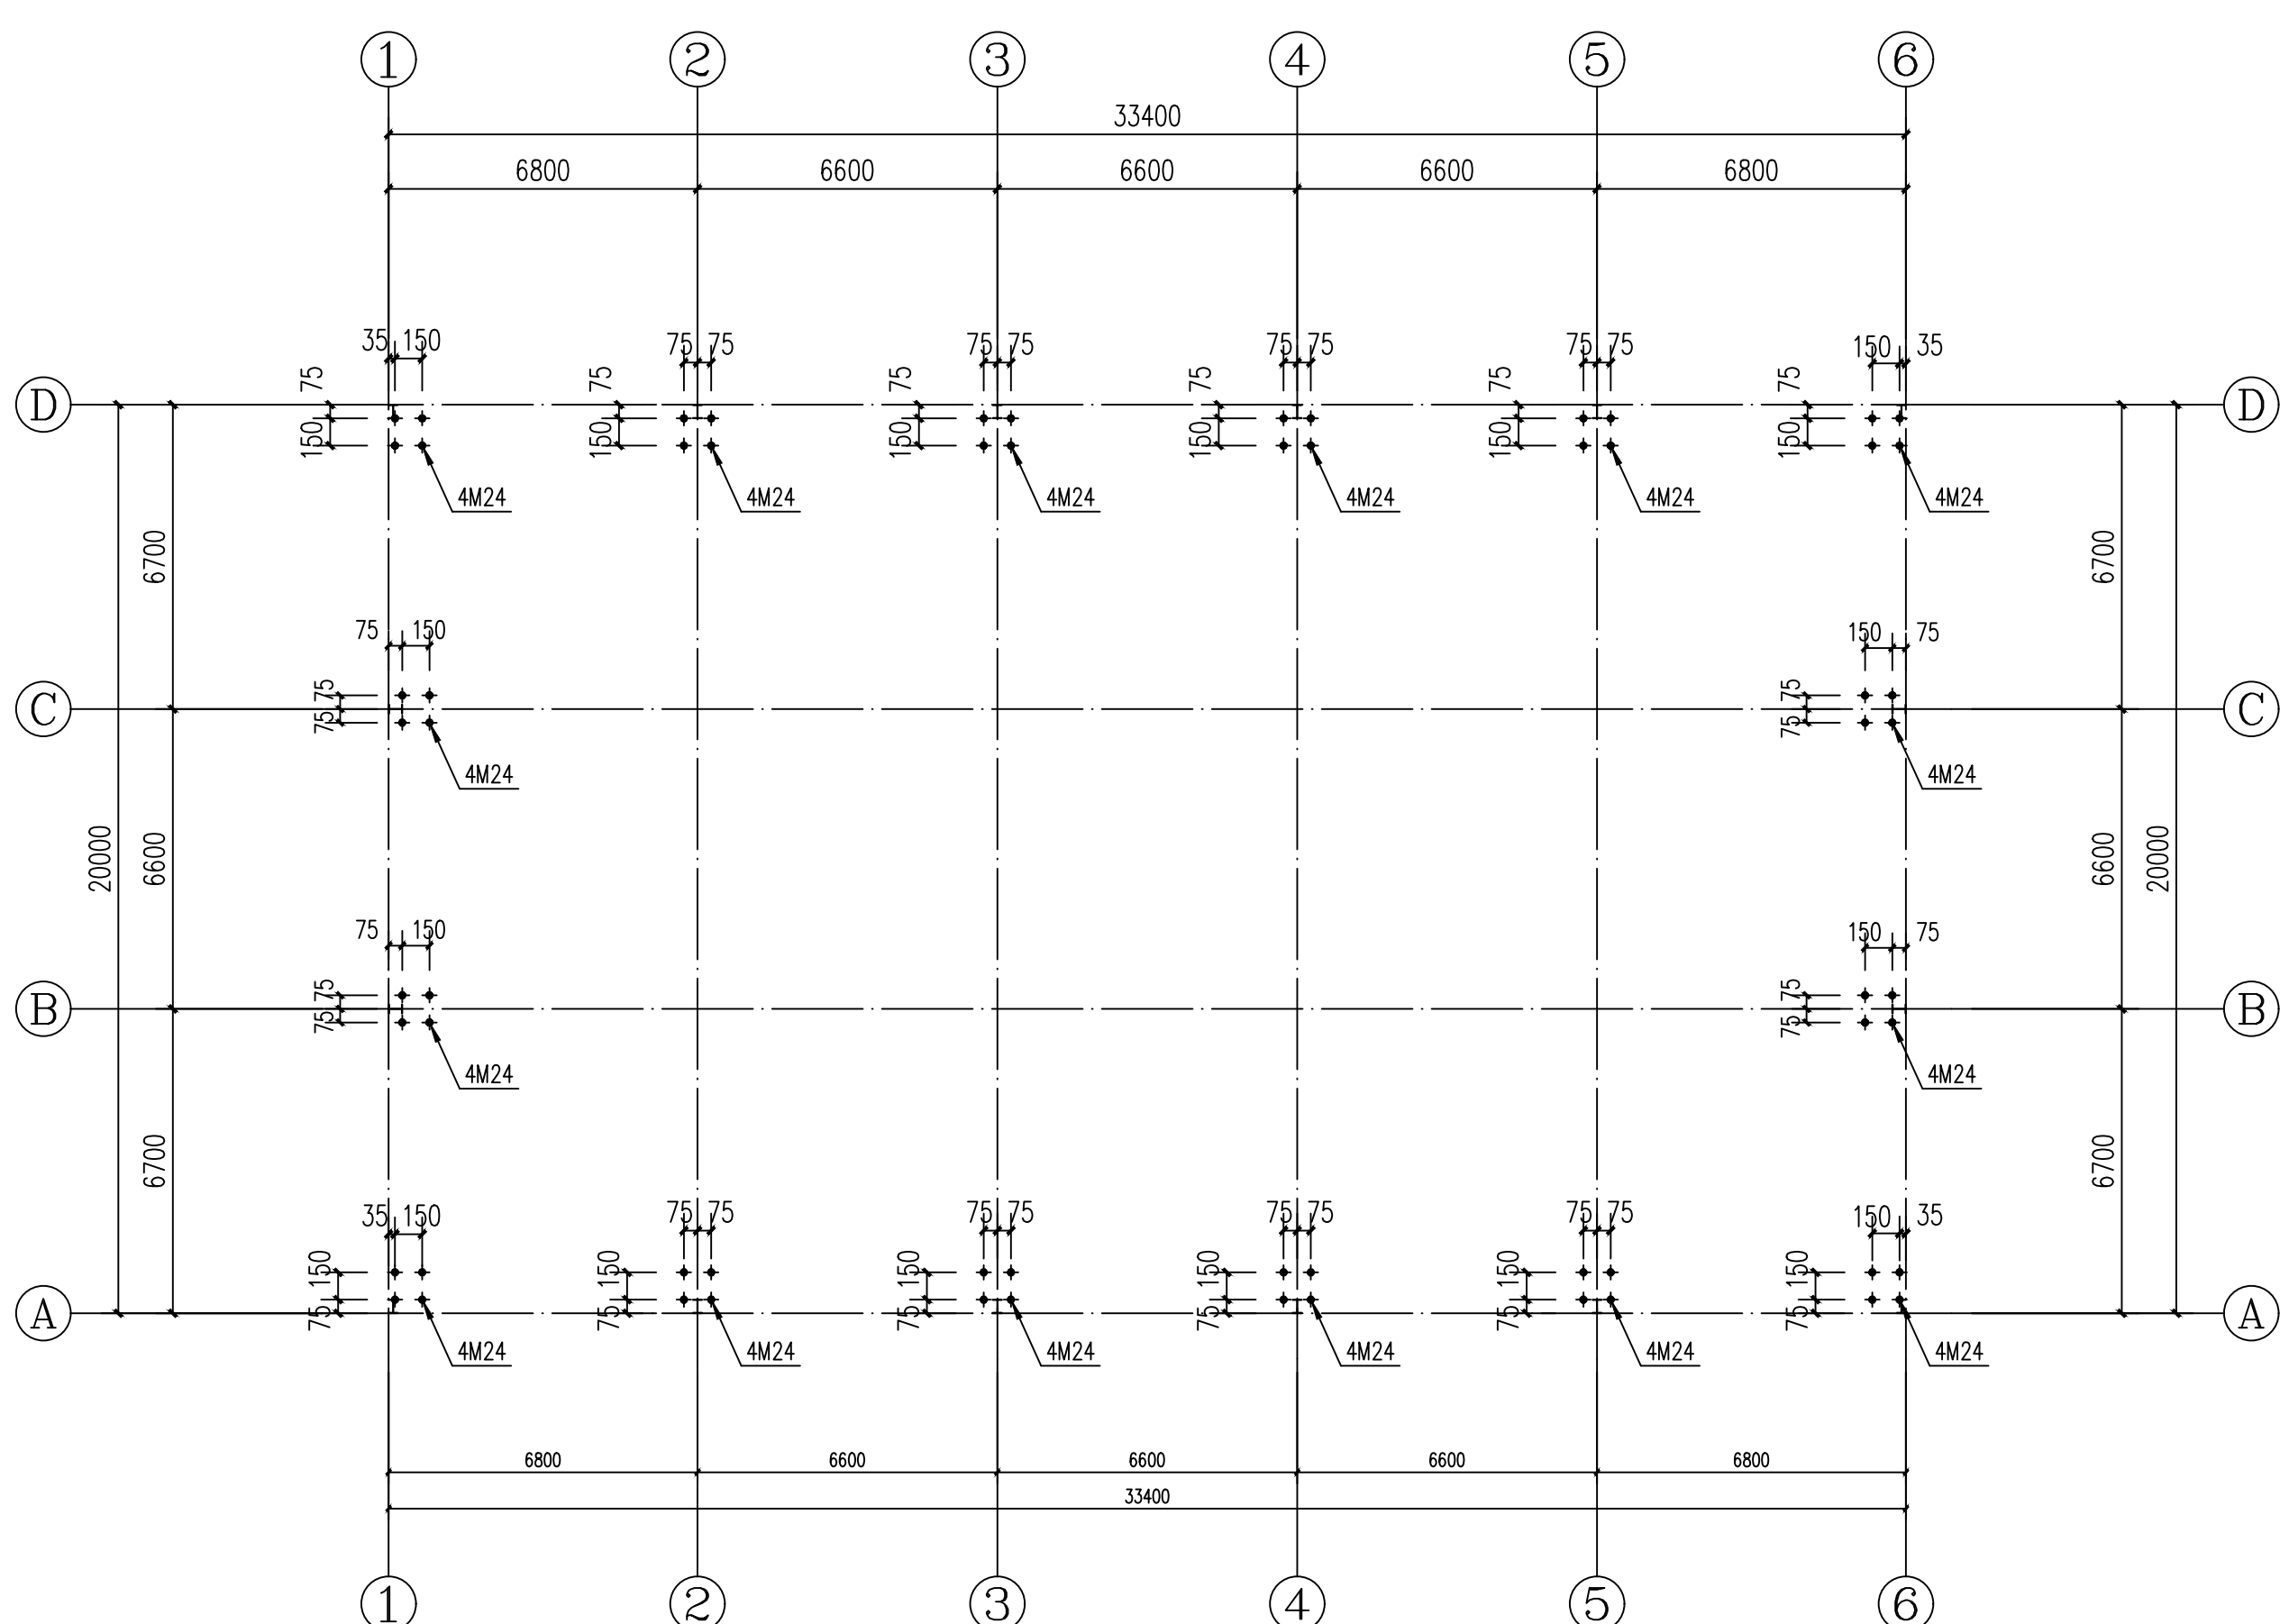 1 2 3 4 5 6
33400
6800 6600 6600 6600 6800
35 150 75 75 75 75 75 75 75 75 150 35
75 75 75 75 75 75
D D
150 150 150 150 150 150
4M24 4M24 4M24 4M24 4M24 4M24
6700 6700
75 150 150 75
75 75
C C
75 75
4M24 4M24
20000 6600 6600 20000
75 150 150 75
75 75
B B
75 75
4M24 4M24
6700 6700
35 150 75 75 75 75 75 75 75 75 150 35
150 150 150 150 150 150
A A
75 75 75 75 75 75
4M24 4M24 4M24 4M24 4M24 4M24
6800 6600 6600 6600 6800
33400
1 2 3 4 5 6